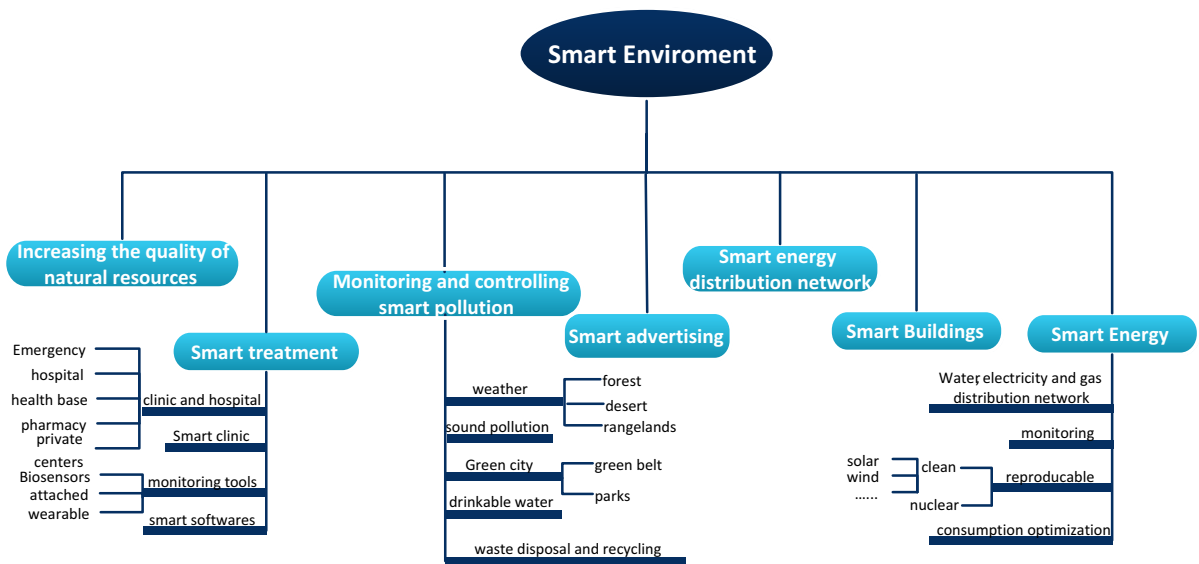 Smart Enviroment
Increasing the quality of
natural resources
Smart treatment
Emergency
hospital
health base
pharmacy
private
centers
clinic and hospital
Smart clinic
Biosensors
attached
wearable
monitoring tools
smart softwares
Monitoring and controlling
smart pollution
weather
forest
desert
rangelands
sound pollution
Green city
green belt
parks
drinkable water
waste disposal and recycling
Smart advertising
Smart energy
distribution network
Smart Buildings
Smart Energy
Water, electricity and gas
distribution network
monitoring
solar
wind
......
clean
nuclear
reproducable
consumption optimization